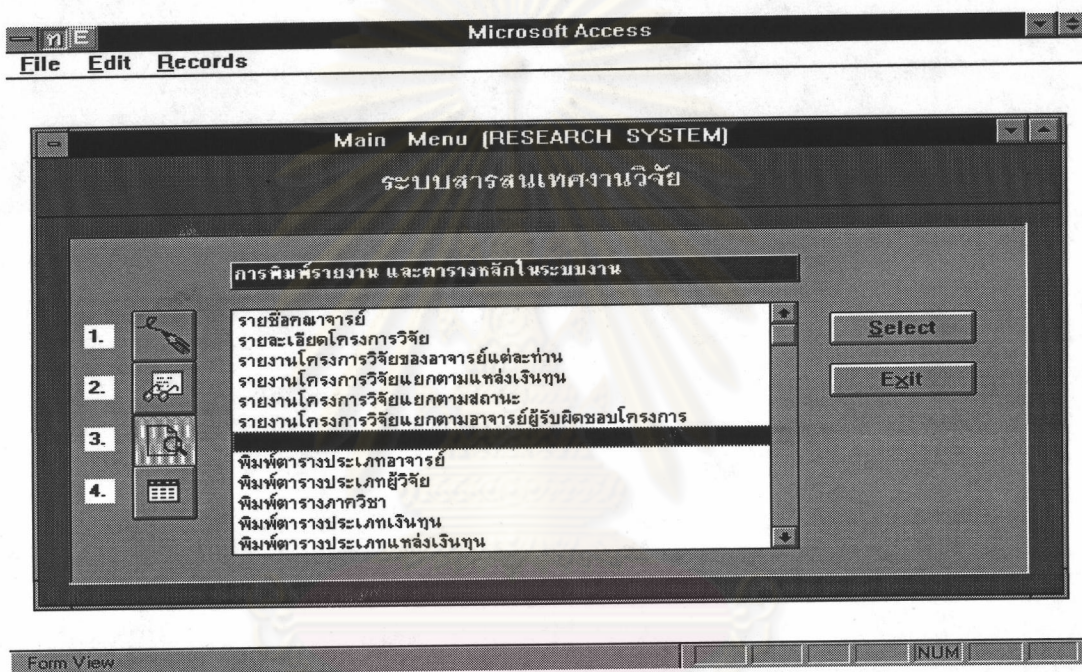 ก E Microsoft Access
File Edit Records
Main Menu (RESEARCH SYSTEM)
ระบบสารสนเทศงานวิจัย
การพิมพ์รายงาน และตารางหลักในระบบงาน
รายชื่อคณาจารย์
รายละเอียดโครงการวิจัย
รายงานโครงการวิจัยของอาจารย์แต่ละท่าน
รายงานโครงการวิจัยแยกตามแหล่งเงินทุน
รายงานโครงการวิจัยแยกตามสถานะ
รายงานโครงการวิจัยแยกตามอาจารย์ผู้รับผิดชอบโครงการ
พิมพ์ตารางประเภทอาจารย์
พิมพ์ตารางประเภทผู้วิจัย
พิมพ์ตารางภาควิชา
พิมพ์ตารางประเภทเงินทุน
พิมพ์ตารางประเภทแหล่งเงินทุน
1.
2.
3.
4.
Select
Exit
Form View NUM